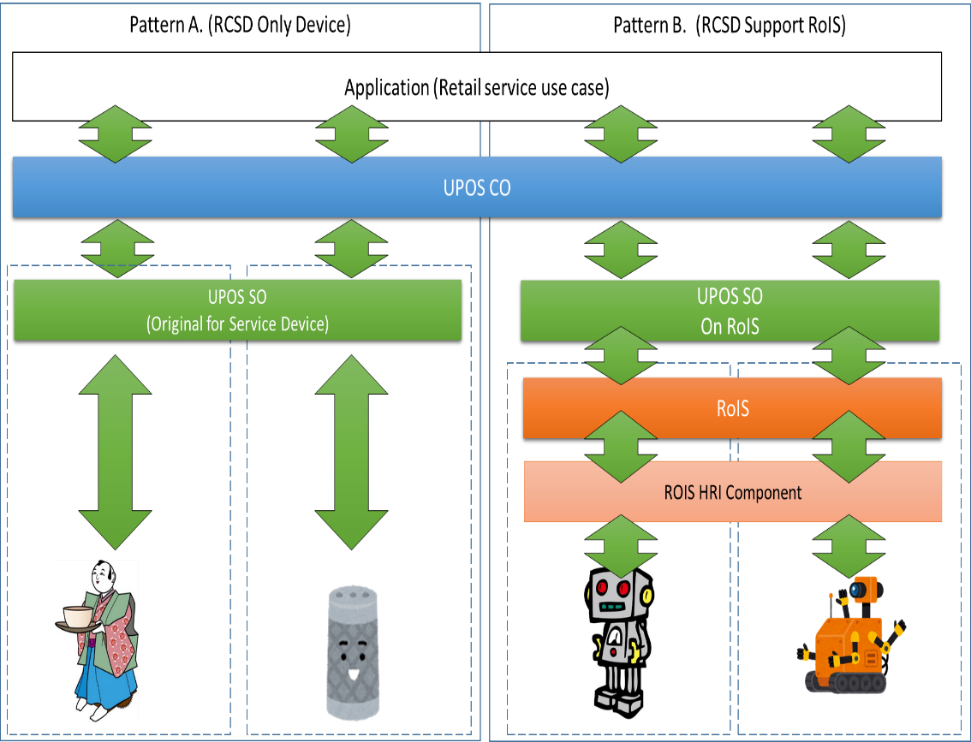 Pattern A. (RCSD Only Device)
Pattern B. (RCSD Support RoIS)
Application (Retail service use case)
UPOS CO
UPOS SO
(Original for Service Device)
UPOS SO
On RoIS
RoIS
ROIS HRI Component